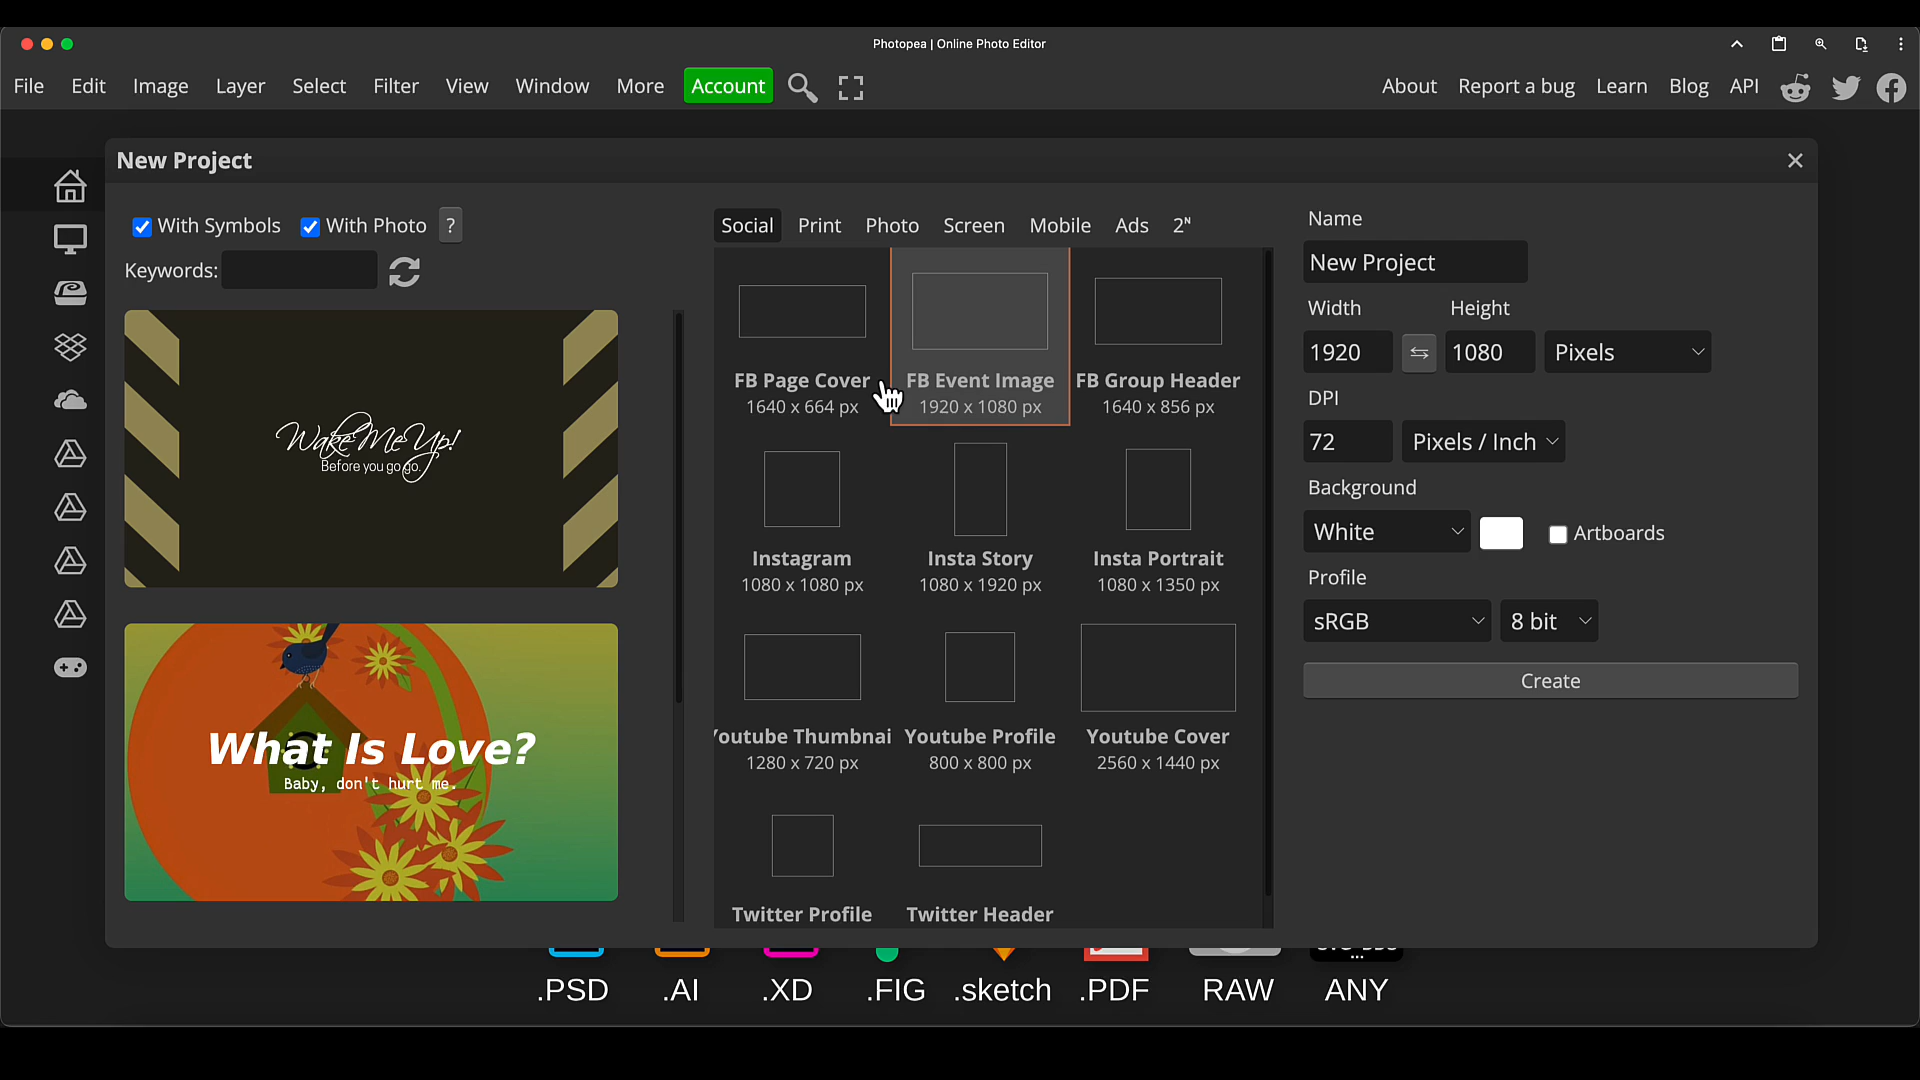 Photopea | Online Photo Editor
File Edit Image Layer Select Filter View Window More Account About Report a bug Learn Blog API
New Project
With Symbols With Photo ?
Keywords:
Wake Me Up!
Before you go go.
What Is Love?
Baby, don't hurt me.
Social Print Photo Screen Mobile Ads 2ᴺ
FB Page Cover FB Event Image FB Group Header
1640 x 664 px 1920 x 1080 px 1640 x 856 px
Instagram Insta Story Insta Portrait
1080 x 1080 px 1080 x 1920 px 1080 x 1350 px
outube Thumbnai Youtube Profile Youtube Cover
1280 x 720 px 800 x 800 px 2560 x 1440 px
Twitter Profile Twitter Header
Name
New Project
Width Height
1920 1080 Pixels
DPI
72 Pixels / Inch
Background
White Artboards
Profile
sRGB 8 bit
Create
.PSD .AI .XD .FIG .sketch .PDF RAW ANY